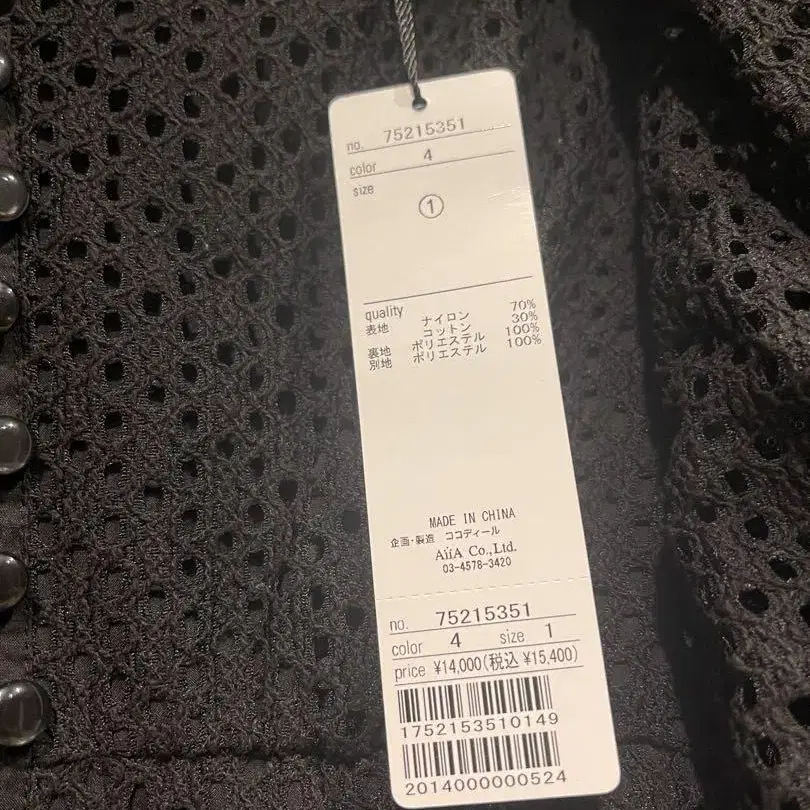 no. 75215351
color 4
size
①
quality
表地 ナイロン 70%
コットン 30%
裏地 ポリエステル 100%
別地 ポリエステル 100%
MADE IN CHINA
企画・製造 ココディール
AiiA Co.,Ltd.
03-4578-3420
no. 75215351
color 4 size 1
price ¥14,000(税込 ¥15,400)
1752153510149
2014000000524